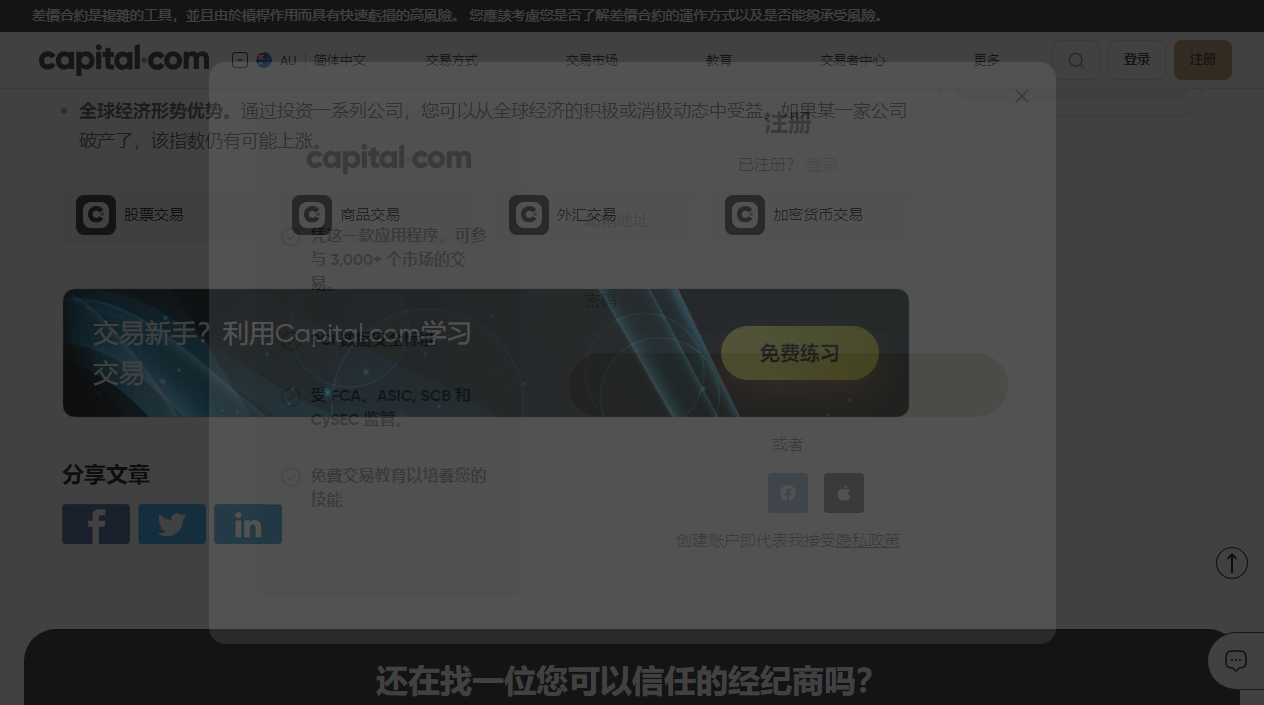 差價合約是複雜的工具，並且由於槓桿作用而具有快速虧損的高風險。 您應該考慮您是否了解差價合約的運作方式以及是否能夠承受風險。
capital.com
AU
简体中文
交易方式
交易市场
教育
交易者中心
更多
登录
注册
全球经济形势优势。通过投资一系列公司，您可以从全球经济的积极或消极动态中受益。如果某一家公司
破产了，该指数仍有可能上涨。
股票交易
商品交易
外汇交易
加密货币交易
交易新手？利用Capital.com学习
交易
免费练习
分享文章
还在找一位您可以信任的经纪商吗？
capital.com
凭这一款应用程序，可参
与 3,000+ 个市场的交
易。
PCI 数据安全标准
受 FCA、ASIC, SCB 和
CySEC 监管。
免費交易教育以培養您的
技能
注册
已注册？ 登录
邮箱地址
密码
或者
创建账户即代表我接受隐私政策